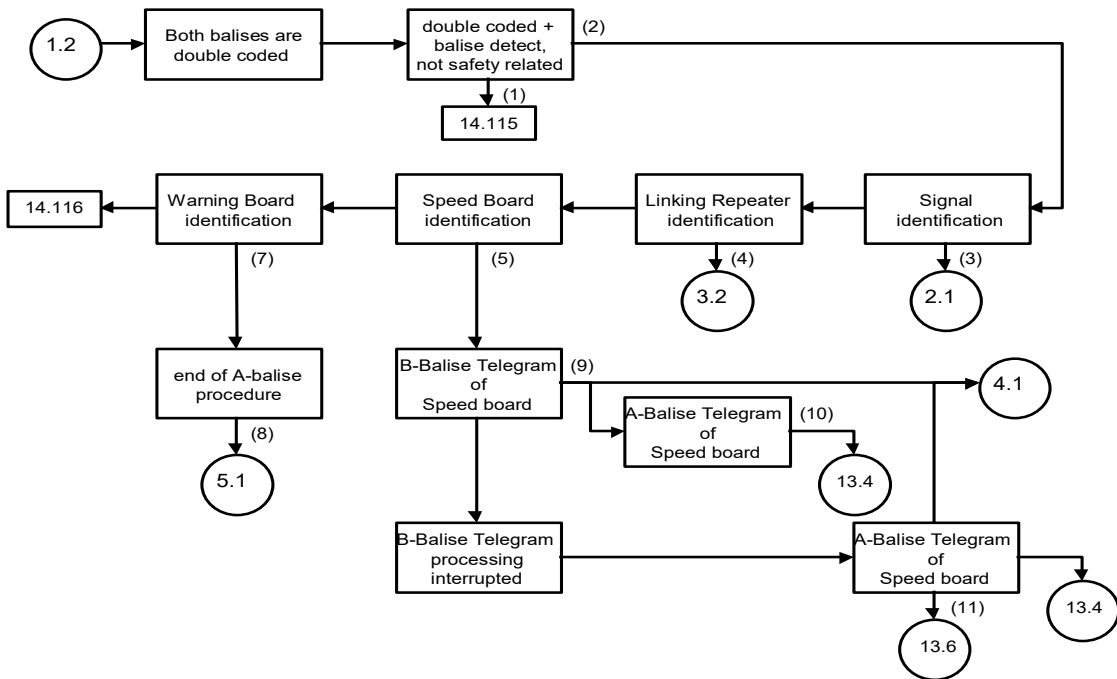 1.2
Both balises are
double coded
double coded +
balise detect,
not safety related
(2)
(1)
14.115
14.116
Warning Board
identification
Speed Board
identification
Linking Repeater
identification
Signal
identification
(7)
(5)
(4)
(3)
3.2
2.1
end of A-balise
procedure
(8)
5.1
B-Balise Telegram
of
Speed board
(9)
4.1
A-Balise Telegram
of
Speed board
(10)
13.4
B-Balise Telegram
processing
interrupted
A-Balise Telegram
of
Speed board
(11)
13.4
13.6